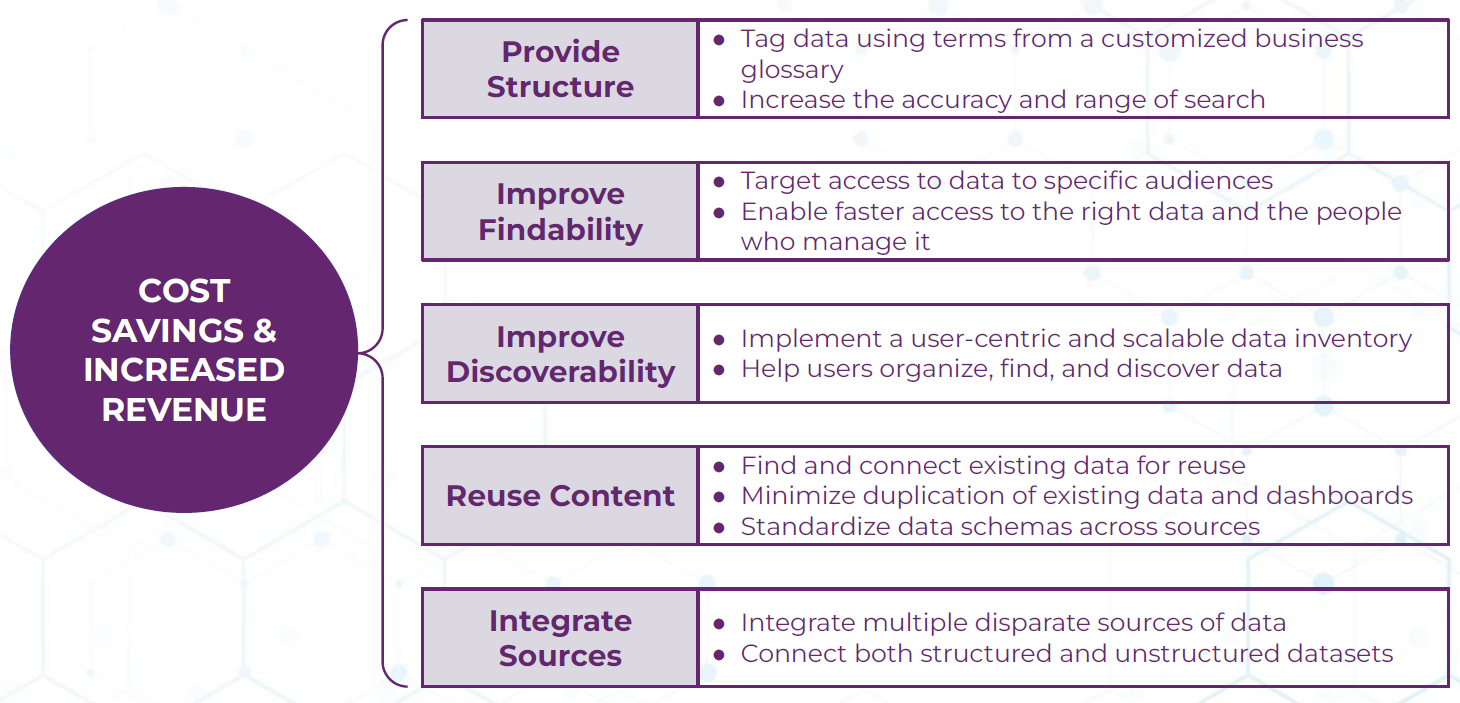 COST
SAVINGS &
INCREASED
REVENUE
Provide
Structure
● Tag data using terms from a customized business
glossary
● Increase the accuracy and range of search
Improve
Findability
● Target access to data to specific audiences
● Enable faster access to the right data and the people
who manage it
Improve
Discoverability
● Implement a user-centric and scalable data inventory
● Help users organize, find, and discover data
Reuse Content
● Find and connect existing data for reuse
● Minimize duplication of existing data and dashboards
● Standardize data schemas across sources
Integrate
Sources
● Integrate multiple disparate sources of data
● Connect both structured and unstructured datasets